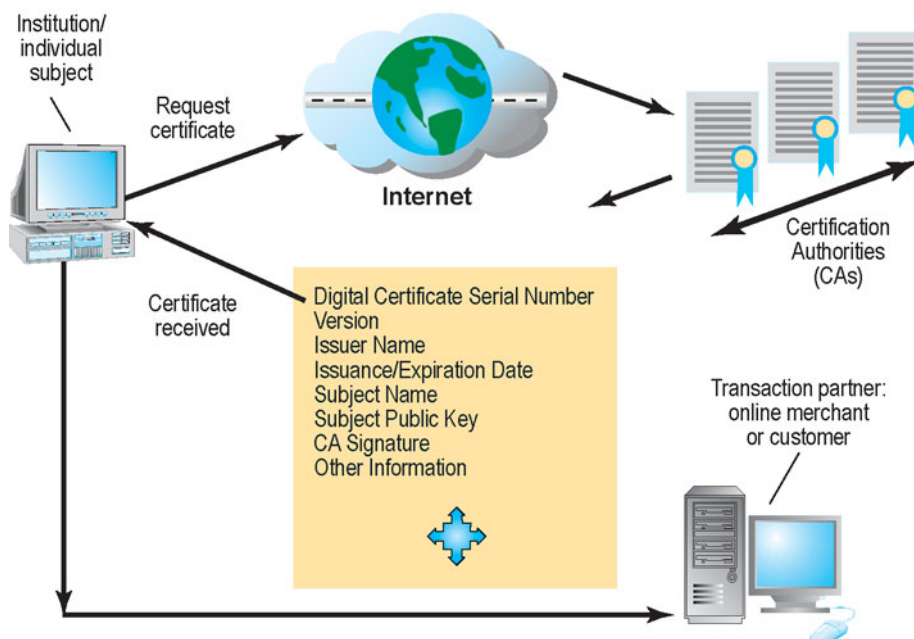 Institution/
individual
subject
Request
certificate
Internet
Certification
Authorities
(CAs)
Certificate
received
Digital Certificate Serial Number
Version
Issuer Name
Issuance/Expiration Date
Subject Name
Subject Public Key
CA Signature
Other Information
Transaction partner:
online merchant
or customer